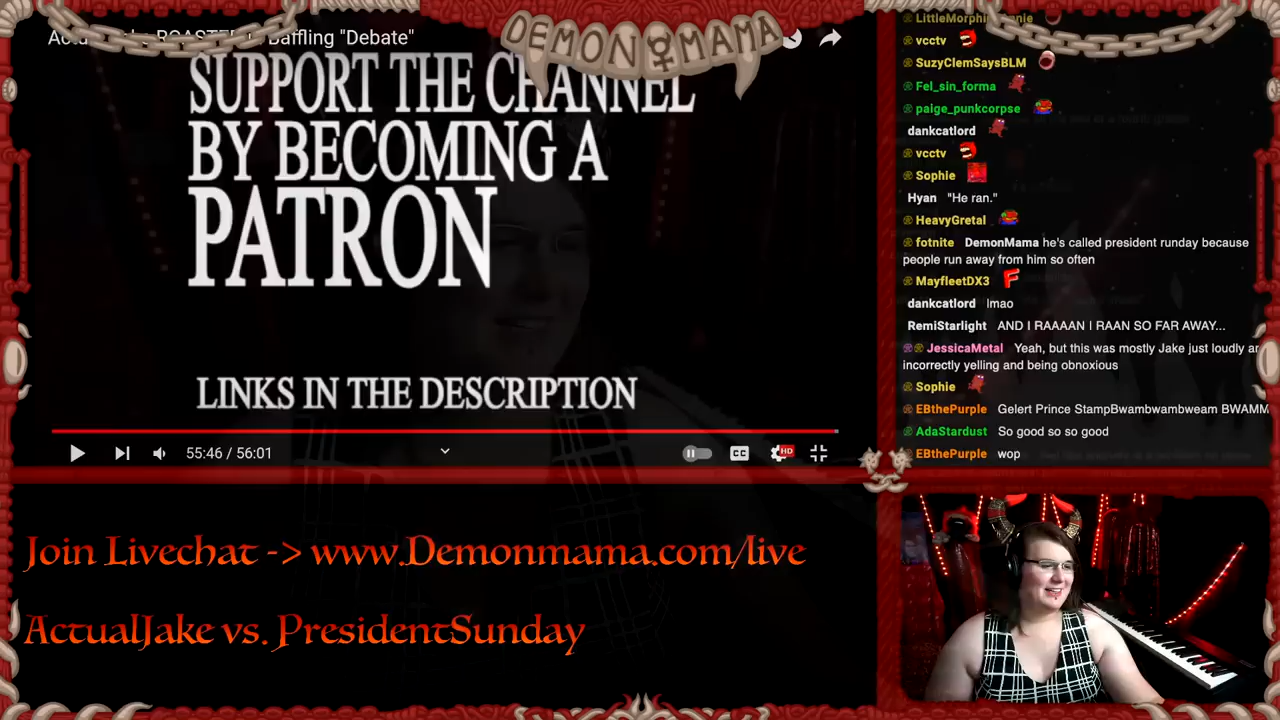 DEMON MAMA
"Debate"
SUPPORT THE CHANNEL
BY BECOMING A
PATRON
LINKS IN THE DESCRIPTION
55:46 / 56:01
CC
HD
Join Livechat -> www.Demonmama.com/live
ActualJake vs. PresidentSunday
vcctv
SuzyClemSaysBLM
Fel_sin_forma
paige_punkcorpse
dankcatlord
vcctv
Sophie
Hyan "He ran."
HeavyGretal
fotnite DemonMama he's called president runday because
people run away from him so often
MayfleetDX3 F
dankcatlord lmao
RemiStarlight AND I RAAAAN I RAAN SO FAR AWAY...
JessicaMetal Yeah, but this was mostly Jake just loudly
incorrectly yelling and being obnoxious
Sophie
EBthePurple Gelert Prince StampBwambwambweam BWAMM
AdaStardust So good so so good
EBthePurple wop